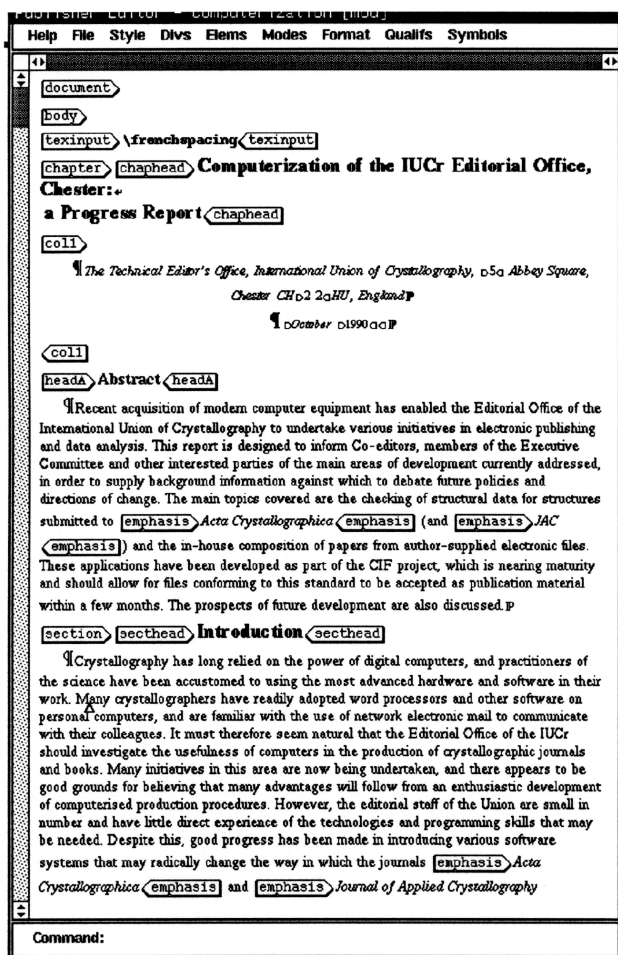 Publisher Editor - Computerization [mod]
Help File Style Divs Elems Modes Format Qualifs Symbols
document
body
texinput \frenchspacing texinput
chapter chaphead Computerization of the IUCr Editorial Office,
Chester:↵
a Progress Report chaphead
col1
¶ The Technical Editor's Office, International Union of Crystallography, ▷5◁ Abbey Square,
Chester CH▷2 2◁HU, England
¶ ▷October ▷1990◁◁
col1
headA Abstract headA
¶Recent acquisition of modern computer equipment has enabled the Editorial Office of the
International Union of Crystallography to undertake various initiatives in electronic publishing
and data analysis. This report is designed to inform Co-editors, members of the Executive
Committee and other interested parties of the main areas of development currently addressed,
in order to supply background information against which to debate future policies and
directions of change. The main topics covered are the checking of structural data for structures
submitted to emphasis Acta Crystallographica emphasis (and emphasis JAC
emphasis) and the in-house composition of papers from author-supplied electronic files.
These applications have been developed as part of the CIF project, which is nearing maturity
and should allow for files conforming to this standard to be accepted as publication material
within a few months. The prospects of future development are also discussed.
section secthead Introduction secthead
¶Crystallography has long relied on the power of digital computers, and practitioners of
the science have been accustomed to using the most advanced hardware and software in their
work. Many crystallographers have readily adopted word processors and other software on
personal computers, and are familiar with the use of network electronic mail to communicate
with their colleagues. It must therefore seem natural that the Editorial Office of the IUCr
should investigate the usefulness of computers in the production of crystallographic journals
and books. Many initiatives in this area are now being undertaken, and there appears to be
good grounds for believing that many advantages will follow from an enthusiastic development
of computerised production procedures. However, the editorial staff of the Union are small in
number and have little direct experience of the technologies and programming skills that may
be needed. Despite this, good progress has been made in introducing various software
systems that may radically change the way in which the journals emphasis Acta
Crystallographica emphasis and emphasis Journal of Applied Crystallography
Command: